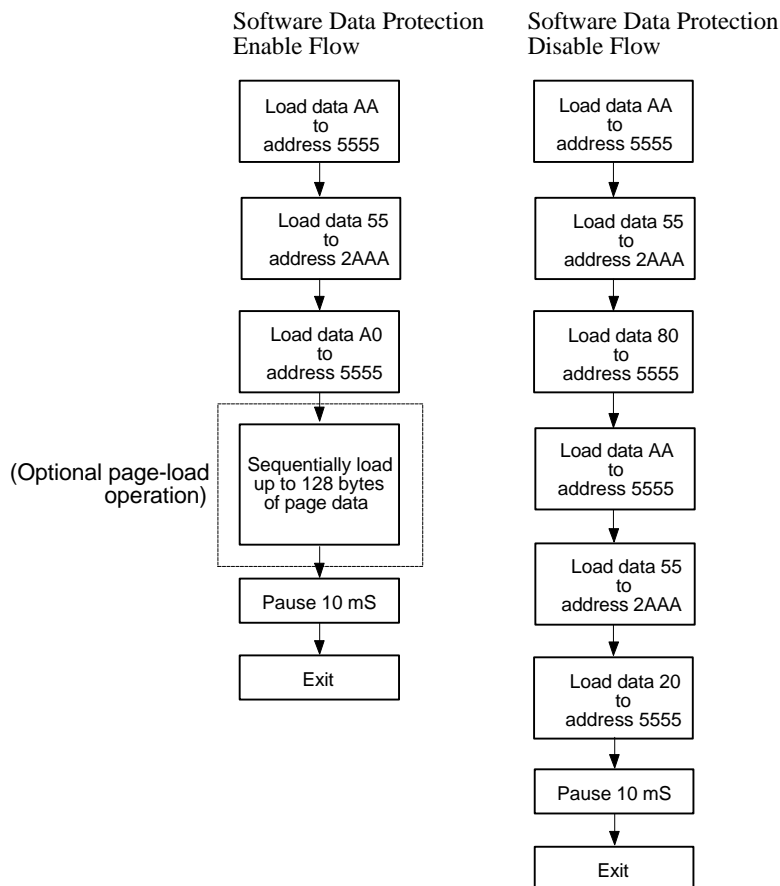 Software Data Protection
Enable Flow
Load data AA
to
address 5555
Load data 55
to
address 2AAA
Load data A0
to
address 5555
(Optional page-load
operation)
Sequentially load
up to 128 bytes
of page data
Pause 10 mS
Exit
Software Data Protection
Disable Flow
Load data AA
to
address 5555
Load data 55
to
address 2AAA
Load data 80
to
address 5555
Load data AA
to
address 5555
Load data 55
to
address 2AAA
Load data 20
to
address 5555
Pause 10 mS
Exit